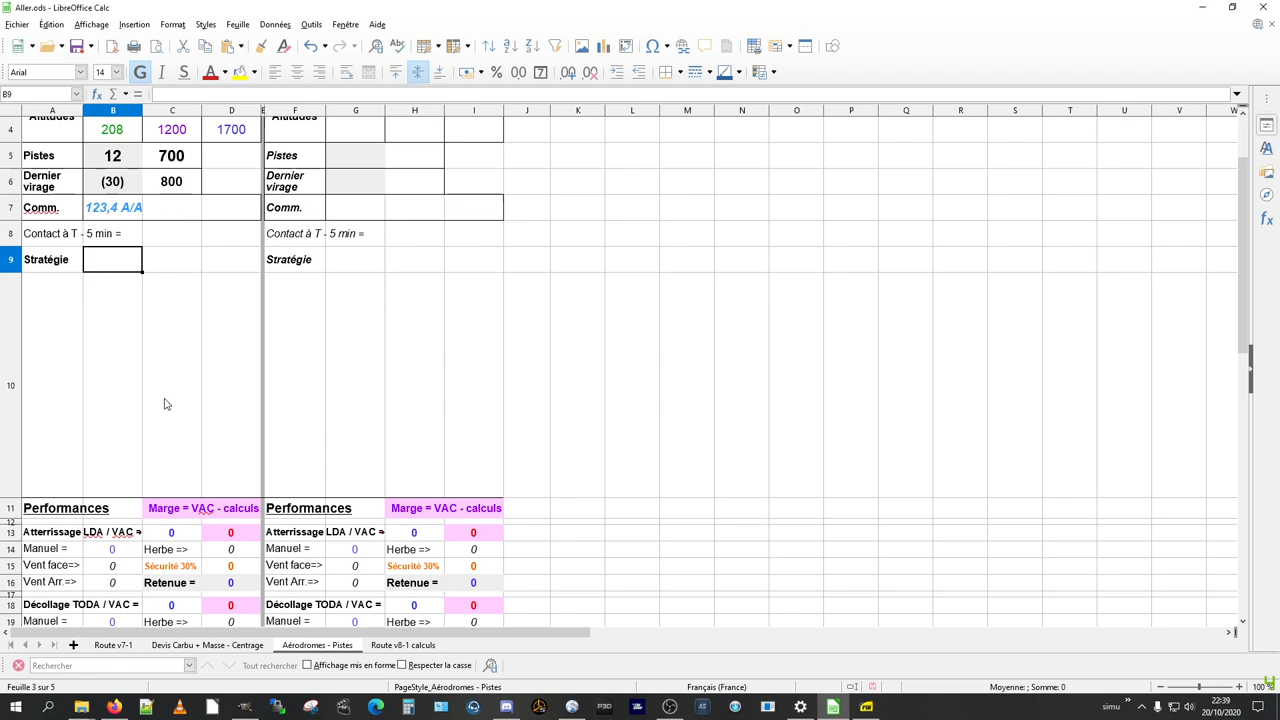 Aller.ods - LibreOffice Calc
Fichier Édition Affichage Insertion Format Styles Feuille Données Outils Fenêtre Aide
Arial 14
B9
A B C D E F G H I J K L M N O P Q R S T U V W
4 Altitudes 208 1200 1700 Altitudes
5 Pistes 12 700 Pistes
6 Dernier virage (30) 800 Dernier virage
7 Comm. 123,4 A/A Comm.
8 Contact à T - 5 min = Contact à T - 5 min =
9 Stratégie Stratégie
10
11 Performances Marge = VAC - calculs Performances Marge = VAC - calculs
12
13 Atterrissage LDA / VAC = 0 0 Atterrissage LDA / VAC = 0 0
14 Manuel = 0 Herbe => 0 Manuel = 0 Herbe => 0
15 Vent face=> 0 Sécurité 30% 0 Vent face=> 0 Sécurité 30% 0
16 Vent Arr.=> 0 Retenue = 0 Vent Arr.=> 0 Retenue = 0
17
18 Décollage TODA / VAC = 0 0 Décollage TODA / VAC = 0 0
19 Manuel = 0 Herbe => 0 Manuel = 0 Herbe => 0
Route v7-1 Devis Carbu + Masse - Centrage Aérodromes - Pistes Route v8-1 calculs
Rechercher Tout rechercher Affichage mis en forme Respecter la casse
Feuille 3 sur 5 PageStyle_Aérodromes - Pistes Français (France) Moyenne: ; Somme: 0 100 %
P3D simu 22:39
20/10/2020